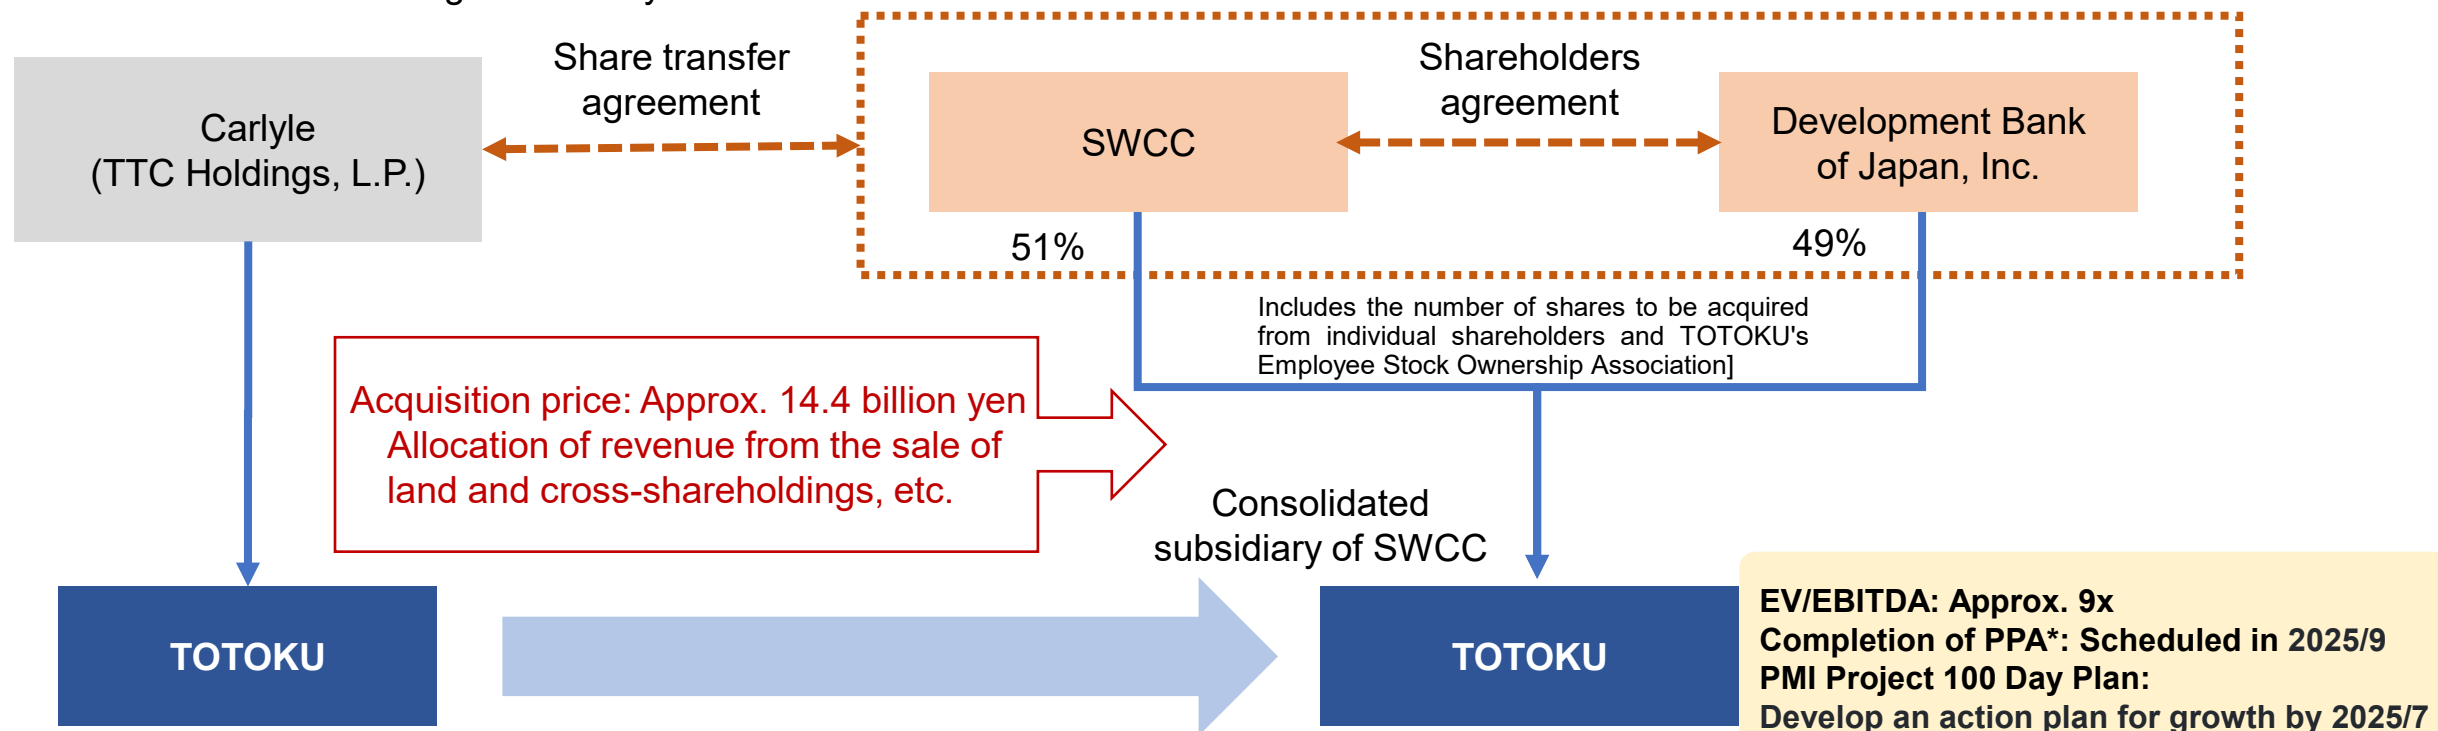 Share transfer
agreement
Shareholders
agreement
Carlyle
(TTC Holdings, L.P.)
SWCC
Development Bank
of Japan, Inc.
51%
49%
Includes the number of shares to be acquired
from individual shareholders and TOTOKU's
Employee Stock Ownership Association]
Acquisition price: Approx. 14.4 billion yen
Allocation of revenue from the sale of
land and cross-shareholdings, etc.
Consolidated
subsidiary of SWCC
TOTOKU
TOTOKU
EV/EBITDA: Approx. 9x
Completion of PPA*: Scheduled in 2025/9
PMI Project 100 Day Plan:
Develop an action plan for growth by 2025/7